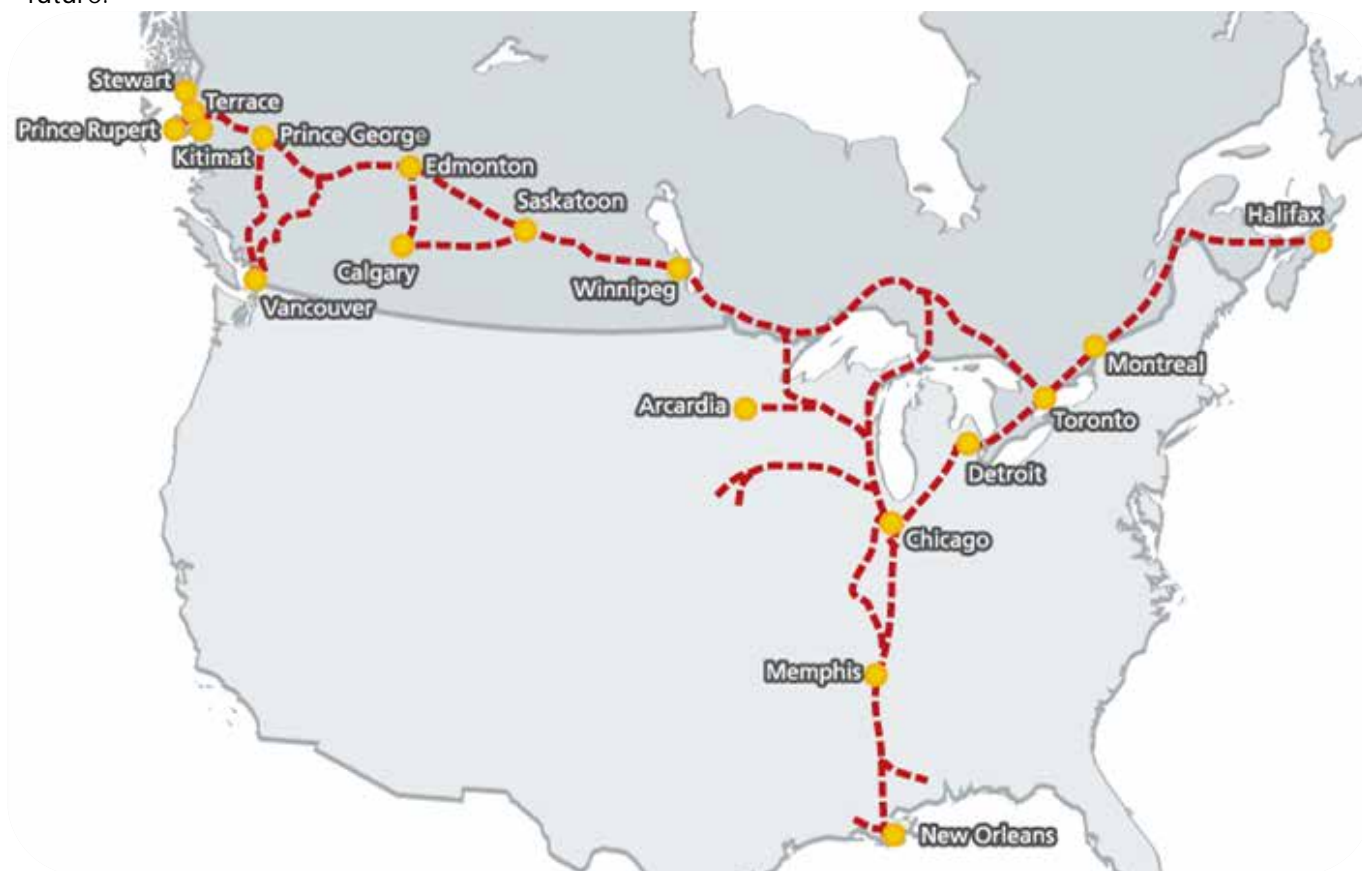 future.
Stewart
Terrace
Prince Rupert
Prince George
Kitimat
Edmonton
Saskatoon
Halifax
Calgary
Winnipeg
Vancouver
Montreal
Arcardia
Toronto
Detroit
Chicago
Memphis
New Orleans